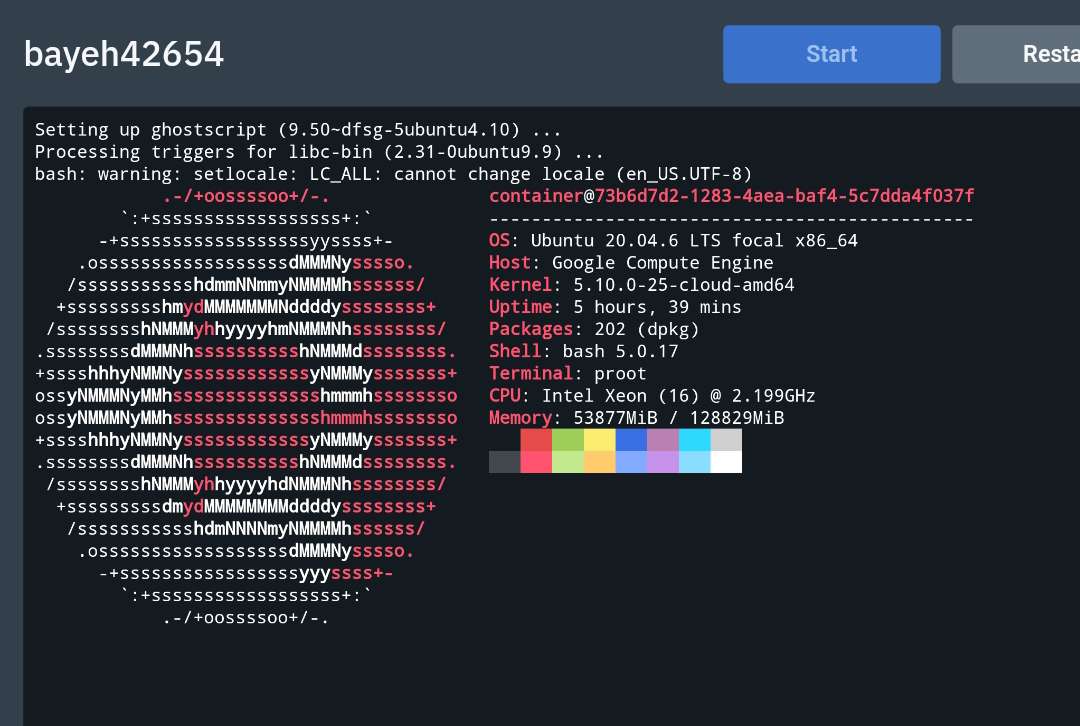 bayeh42654
Start Resta
Setting up ghostscript (9.50~dfsg-5ubuntu4.10) ...
Processing triggers for libc-bin (2.31-0ubuntu9.9) ...
bash: warning: setlocale: LC_ALL: cannot change locale (en_US.UTF-8)
.-/+oossssoo+/-. container@73b6d7d2-1283-4aea-baf4-5c7dda4f037f
`:+ssssssssssssssssss+:` ----------------------------------------------
-+ssssssssssssssssssyyssss+- OS: Ubuntu 20.04.6 LTS focal x86_64
.ossssssssssssssssssdMMMNysssso. Host: Google Compute Engine
/ssssssssssshdmmNNmmyNMMMMhssssss/ Kernel: 5.10.0-25-cloud-amd64
+ssssssssshmydMMMMMMMNddddyssssssss+ Uptime: 5 hours, 39 mins
/sssssssshNMMMyhhyyyyhmNMMMNhssssssss/ Packages: 202 (dpkg)
.ssssssssdMMMNhsssssssssshNMMMdssssssss. Shell: bash 5.0.17
+sssshhhyNMMNyssssssssssssyNMMMysssssss+ Terminal: proot
ossyNMMMNyMMhsssssssssssssshmmmhssssssso CPU: Intel Xeon (16) @ 2.199GHz
ossyNMMMNyMMhsssssssssssssshmmmhssssssso Memory: 53877MiB / 128829MiB
+sssshhhyNMMNyssssssssssssyNMMMysssssss+
.ssssssssdMMMNhsssssssssshNMMMdssssssss.
/sssssssshNMMMyhhyyyyhdNMMMNhssssssss/
+sssssssssdmydMMMMMMMMddddyssssssss+
/ssssssssssshdmNNNNmyNMMMMhssssss/
.ossssssssssssssssssdMMMNysssso.
-+sssssssssssssssssyyyssss+-
`:+ssssssssssssssssss+:`
.-/+oossssoo+/-.